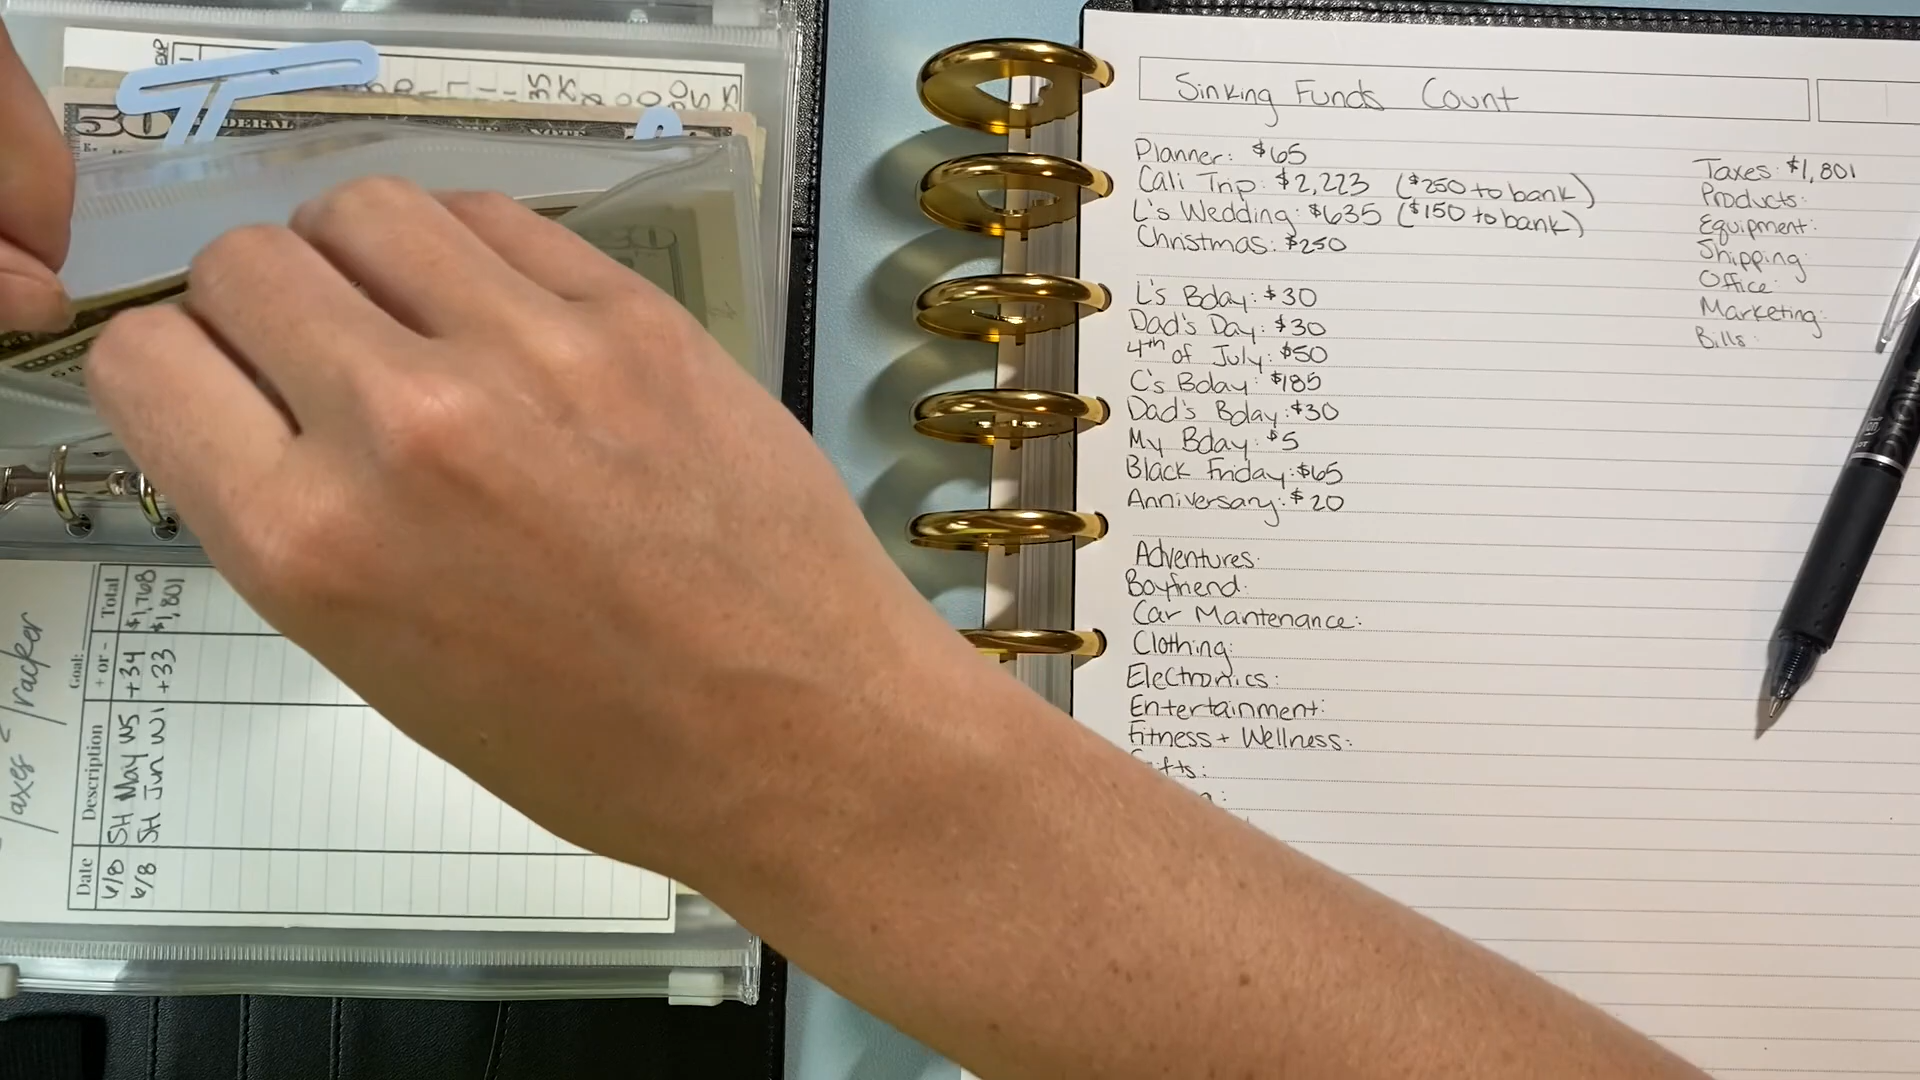 Sinking Funds Count
Planner: $65
Cali Trip: $2,223 ($250 to bank)
L's Wedding: $635 ($150 to bank)
Christmas: $250
L's Bday: $30
Dad's Day: $30
4th of July: $50
C's Bday: $185
Dad's Bday: $30
My Bday: $5
Black Friday: $65
Anniversary: $20
Adventures:
Boyfriend:
Car Maintenance:
Clothing:
Electronics:
Entertainment:
Fitness + Wellness:
Taxes: $1,801
Products:
Equipment:
Shipping:
Office:
Marketing:
Bills:
Taxes Tracker
Goal:
Date Description + or - Total
6/8 SH May W5 +34 $1,768
6/8 SH Jun W1 +33 $1,801
50